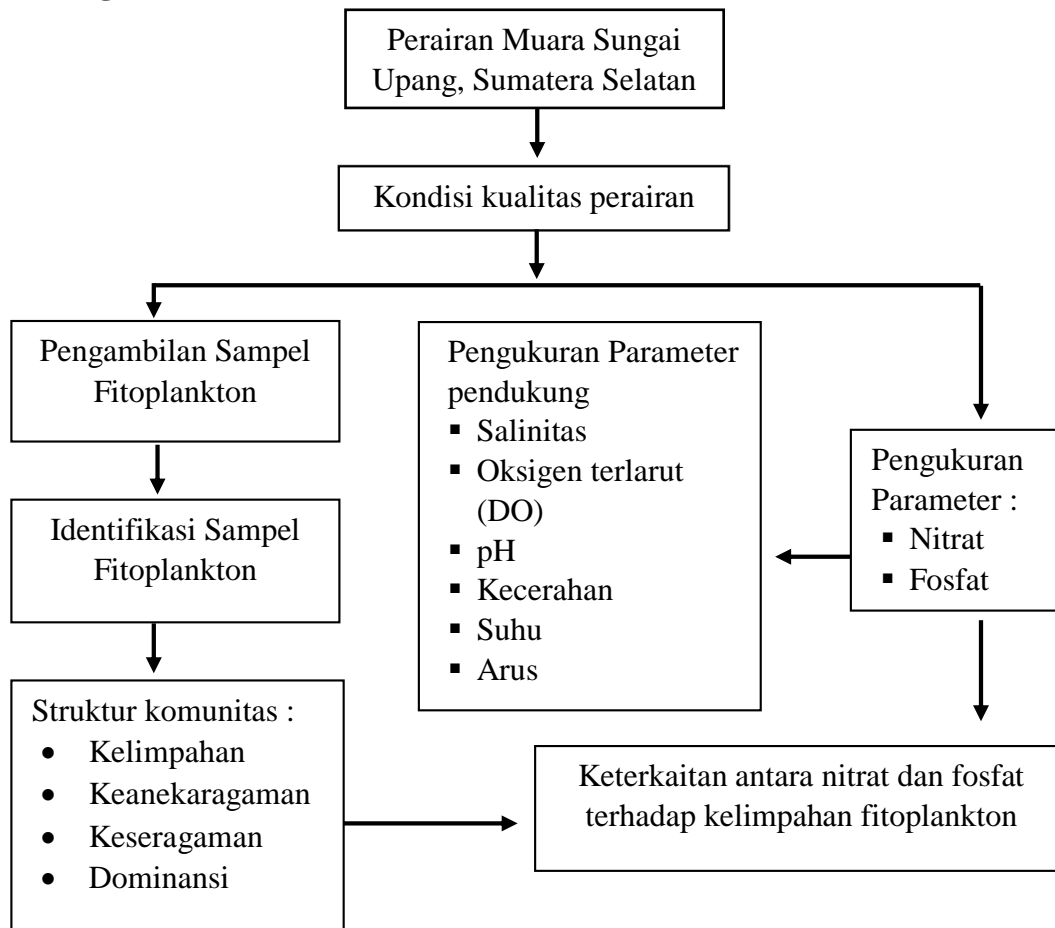 Perairan Muara Sungai
Upang, Sumatera Selatan
Kondisi kualitas perairan
Pengambilan Sampel
Fitoplankton
Identifikasi Sampel
Fitoplankton
Struktur komunitas :
• Kelimpahan
• Keanekaragaman
• Keseragaman
• Dominansi
Pengukuran Parameter
pendukung
▪ Salinitas
▪ Oksigen terlarut
(DO)
▪ pH
▪ Kecerahan
▪ Suhu
▪ Arus
Pengukuran
Parameter :
▪ Nitrat
▪ Fosfat
Keterkaitan antara nitrat dan fosfat
terhadap kelimpahan fitoplankton